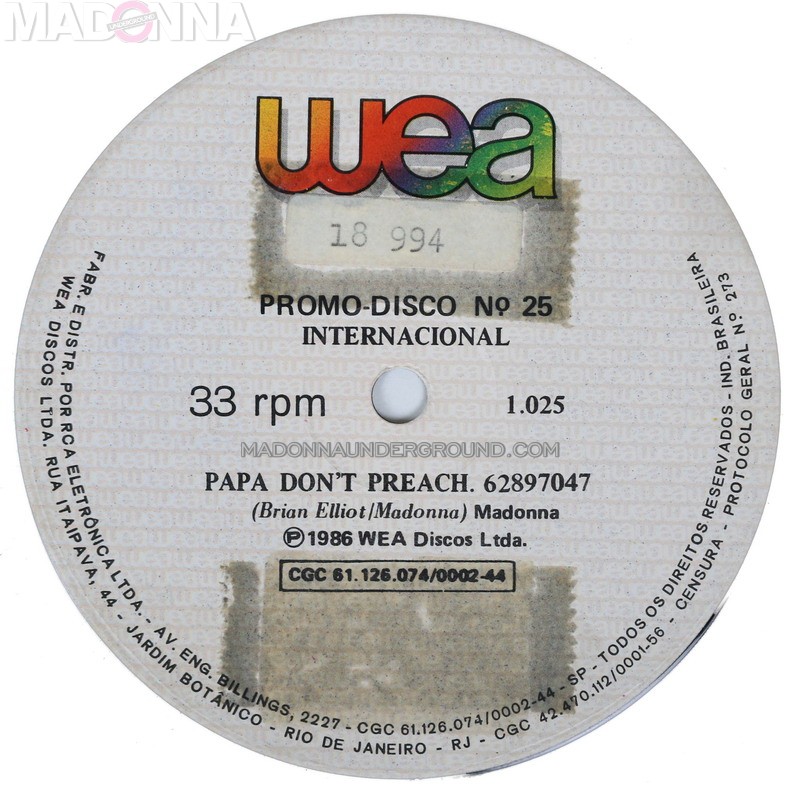 MADONNA
UNDERGROUND
wea
18 994
PROMO-DISCO Nº 25
INTERNACIONAL
33 rpm
1.025
MADONNAUNDERGROUND.COM
PAPA DON'T PREACH. 62897047
(Brian Elliot/Madonna) Madonna
℗ 1986 WEA Discos Ltda.
CGC 61.126.074/0002-44
FABR. E DISTR. POR RCA ELETRÔNICA LTDA. - AV. ENG. BILLINGS, 2227 - CGC 61.126.074/0002-44 - SP - TODOS OS DIREITOS RESERVADOS - IND. BRASILEIRA
WEA DISCOS LTDA. RUA ITAIPAVA, 44 - JARDIM BOTÂNICO - RIO DE JANEIRO - RJ - CGC 42.470.112/0001-56 - CENSURA - PROTOCOLO GERAL Nº 273